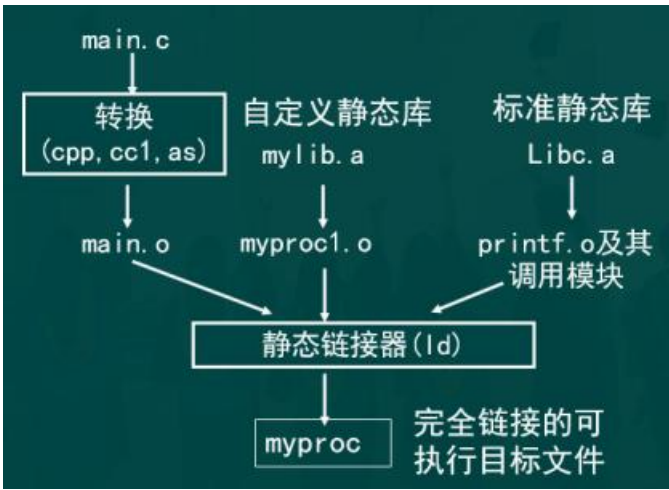 main.c
转换
(cpp,cc1,as)
自定义静态库
mylib.a
标准静态库
Libc.a
main.o
myproc1.o
printf.o及其
调用模块
静态链接器(ld)
myproc
完全链接的可
执行目标文件